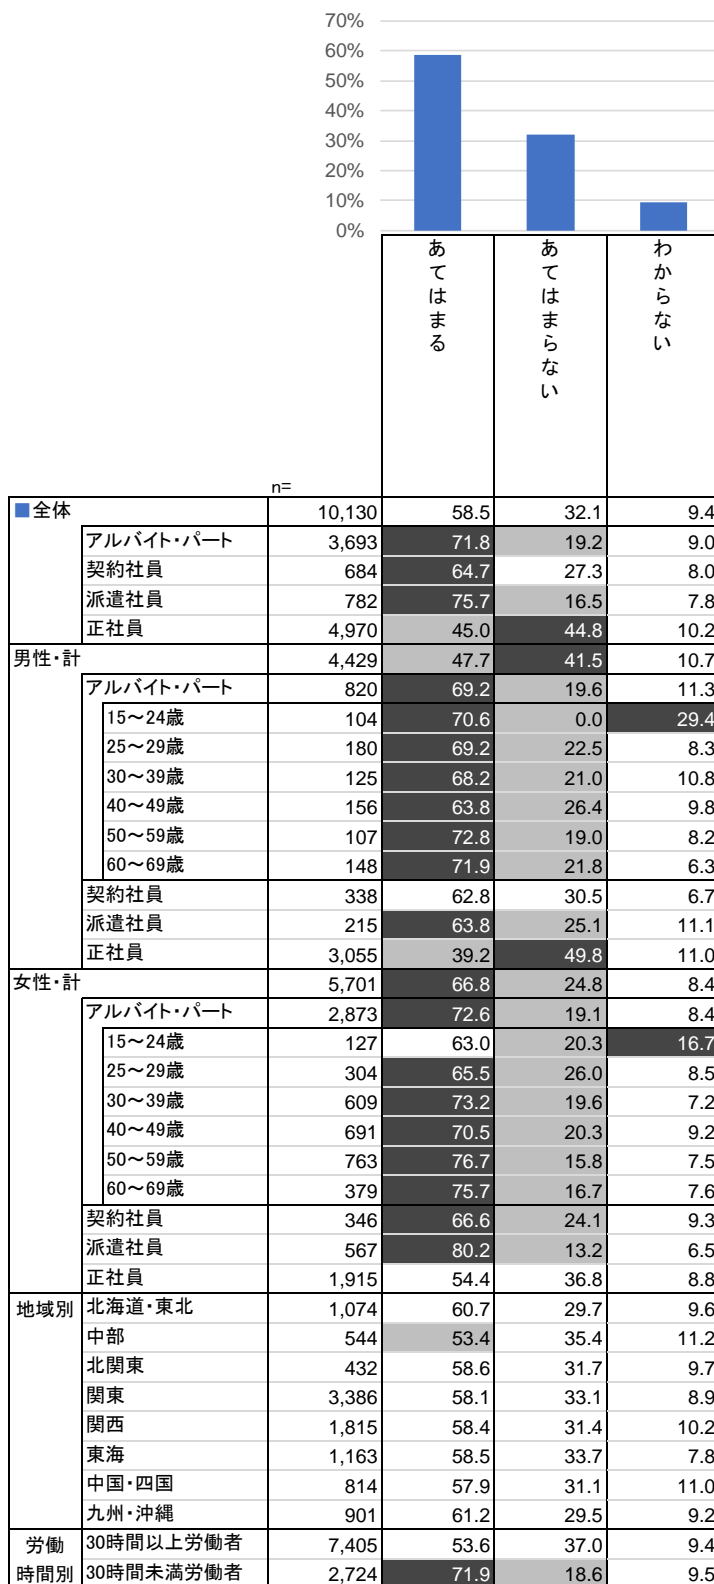 70%
60%
50%
40%
30%
20%
10%
0%
あてはまる
あてはまらない
わからない
n=
■全体 10,130 58.5 32.1 9.4
アルバイト・パート 3,693 71.8 19.2 9.0
契約社員 684 64.7 27.3 8.0
派遣社員 782 75.7 16.5 7.8
正社員 4,970 45.0 44.8 10.2
男性・計 4,429 47.7 41.5 10.7
アルバイト・パート 820 69.2 19.6 11.3
15～24歳 104 70.6 0.0 29.4
25～29歳 180 69.2 22.5 8.3
30～39歳 125 68.2 21.0 10.8
40～49歳 156 63.8 26.4 9.8
50～59歳 107 72.8 19.0 8.2
60～69歳 148 71.9 21.8 6.3
契約社員 338 62.8 30.5 6.7
派遣社員 215 63.8 25.1 11.1
正社員 3,055 39.2 49.8 11.0
女性・計 5,701 66.8 24.8 8.4
アルバイト・パート 2,873 72.6 19.1 8.4
15～24歳 127 63.0 20.3 16.7
25～29歳 304 65.5 26.0 8.5
30～39歳 609 73.2 19.6 7.2
40～49歳 691 70.5 20.3 9.2
50～59歳 763 76.7 15.8 7.5
60～69歳 379 75.7 16.7 7.6
契約社員 346 66.6 24.1 9.3
派遣社員 567 80.2 13.2 6.5
正社員 1,915 54.4 36.8 8.8
地域別 北海道・東北 1,074 60.7 29.7 9.6
中部 544 53.4 35.4 11.2
北関東 432 58.6 31.7 9.7
関東 3,386 58.1 33.1 8.9
関西 1,815 58.4 31.4 10.2
東海 1,163 58.5 33.7 7.8
中国・四国 814 57.9 31.1 11.0
九州・沖縄 901 61.2 29.5 9.2
労働 30時間以上労働者 7,405 53.6 37.0 9.4
時間別 30時間未満労働者 2,724 71.9 18.6 9.5